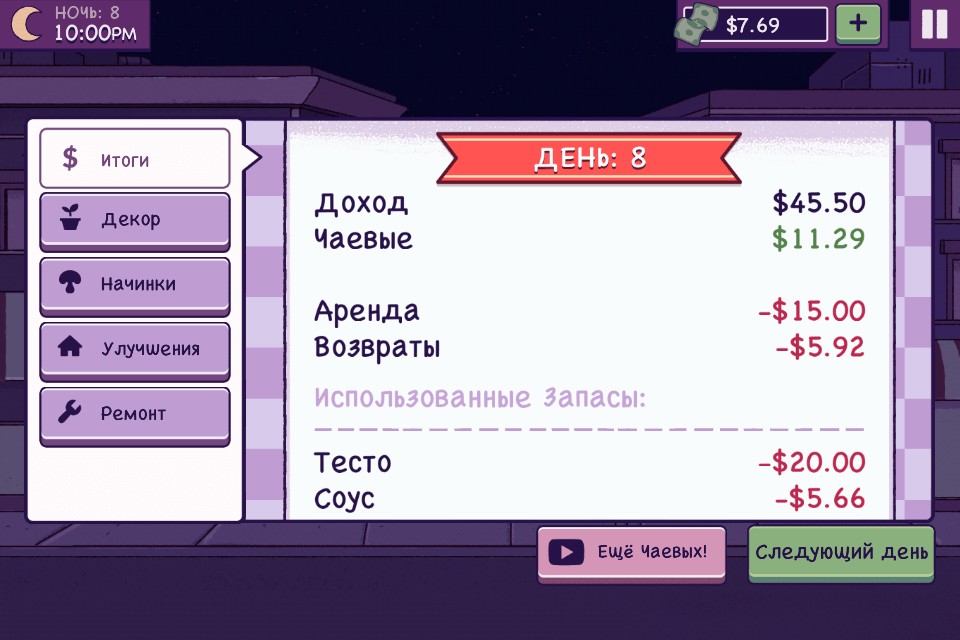 НОЧЬ: 8
10:00PM
$7.69
+
$ Итоги
Декор
Начинки
Улучшения
Ремонт
ДЕНЬ: 8
Доход $45.50
Чаевые $11.29
Аренда -$15.00
Возвраты -$5.92
Использованные Запасы:
Тесто -$20.00
Соус -$5.66
Ещё Чаевых!
Следующий день